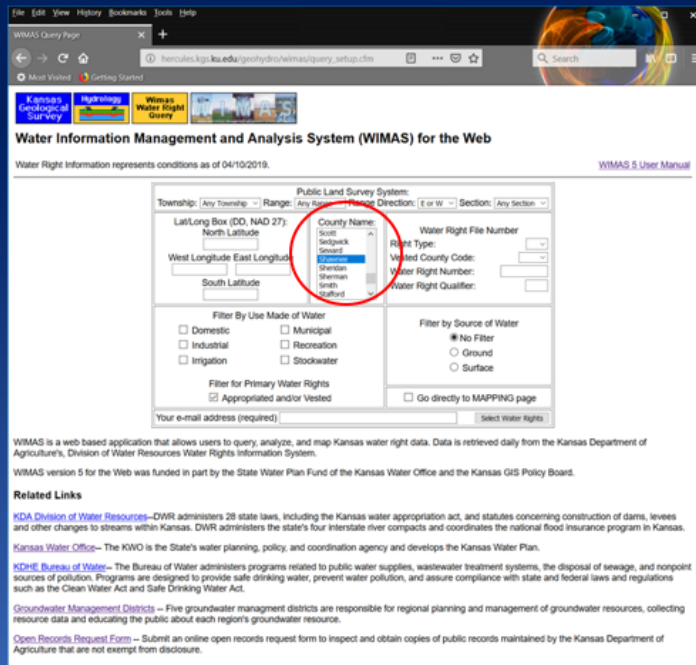 File Edit View History Bookmarks Tools Help
WIMAS Query Page
hercules.kgs.ku.edu/geohydro/wimas/query_setup.cfm
Search
Most Visited Getting Started
Kansas Geological Survey
Hydrology
Wimas Water Right Query
WIMAS
Water Information Management and Analysis System (WIMAS) for the Web
Water Right Information represents conditions as of 04/10/2019.
WIMAS 5 User Manual
Public Land Survey System:
Township: Any Township Range: Any Range Range Direction: E or W Section: Any Section
Lat/Long Box (DD, NAD 27):
North Latitude
West Longitude East Longitude
South Latitude
County Name:
Scott
Sedgwick
Seward
Shawnee
Sheridan
Sherman
Smith
Stafford
Water Right File Number
Right Type:
Vested County Code:
Water Right Number:
Water Right Qualifier:
Filter By Use Made of Water
Domestic Municipal
Industrial Recreation
Irrigation Stockwater
Filter for Primary Water Rights
Appropriated and/or Vested
Filter by Source of Water
No Filter
Ground
Surface
Go directly to MAPPING page
Your e-mail address (required)
Select Water Rights
WIMAS is a web based application that allows users to query, analyze, and map Kansas water right data. Data is retrieved daily from the Kansas Department of
Agriculture's, Division of Water Resources Water Rights Information System.
WIMAS version 5 for the Web was funded in part by the State Water Plan Fund of the Kansas Water Office and the Kansas GIS Policy Board.
Related Links
KDA Division of Water Resources--DWR administers 28 state laws, including the Kansas water appropriation act, and statutes concerning construction of dams, levees
and other changes to streams within Kansas. DWR administers the state's four interstate river compacts and coordinates the national flood insurance program in Kansas.
Kansas Water Office-- The KWO is the State's water planning, policy, and coordination agency and develops the Kansas Water Plan.
KDHE Bureau of Water-- The Bureau of Water administers programs related to public water supplies, wastewater treatment systems, the disposal of sewage, and nonpoint
sources of pollution. Programs are designed to provide safe drinking water, prevent water pollution, and assure compliance with state and federal laws and regulations
such as the Clean Water Act and Safe Drinking Water Act.
Groundwater Management Districts -- Five groundwater managment districts are responsible for regional planning and management of groundwater resources, collecting
resource data and educating the public about each region's groundwater resource.
Open Records Request Form -- Submit an online open records request form to inspect and obtain copies of public records maintained by the Kansas Department of
Agriculture that are not exempt from disclosure.